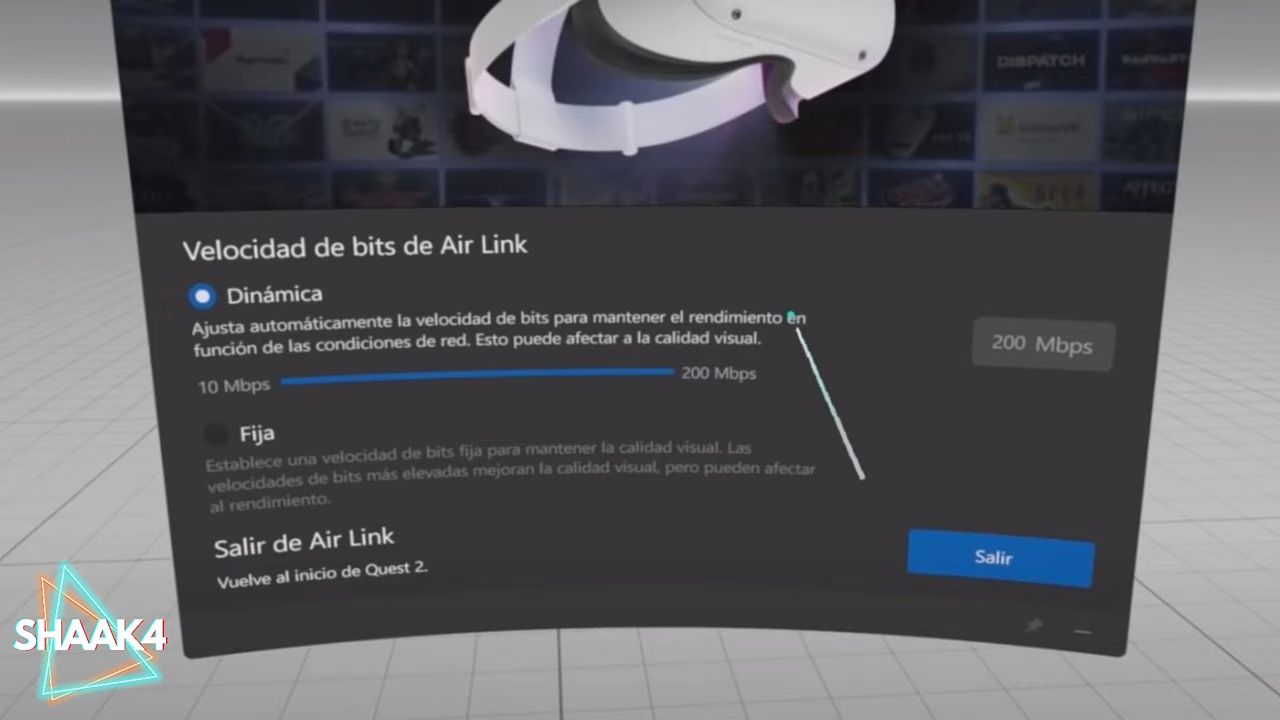 DISPATCH
Velocidad de bits de Air Link
Dinámica
Ajusta automáticamente la velocidad de bits para mantener el rendimiento en
función de las condiciones de red. Esto puede afectar a la calidad visual.
200 Mbps
10 Mbps
200 Mbps
Fija
Establece una velocidad de bits fija para mantener la calidad visual. Las
velocidades de bits más elevadas mejoran la calidad visual, pero pueden afectar
al rendimiento.
Salir de Air Link
Vuelve al inicio de Quest 2.
Salir
SHAAK4